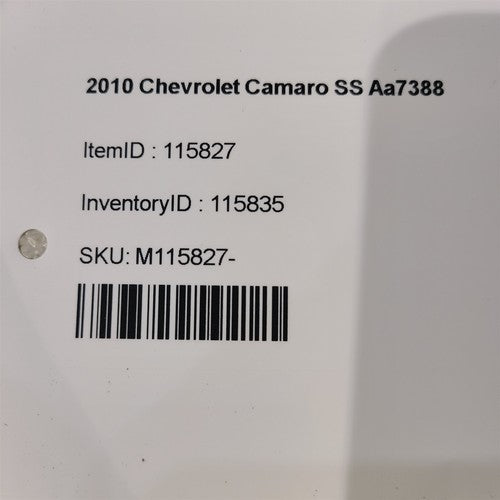 2010 Chevrolet Camaro SS Aa7388
ItemID : 115827
InventoryID : 115835
SKU: M115827-